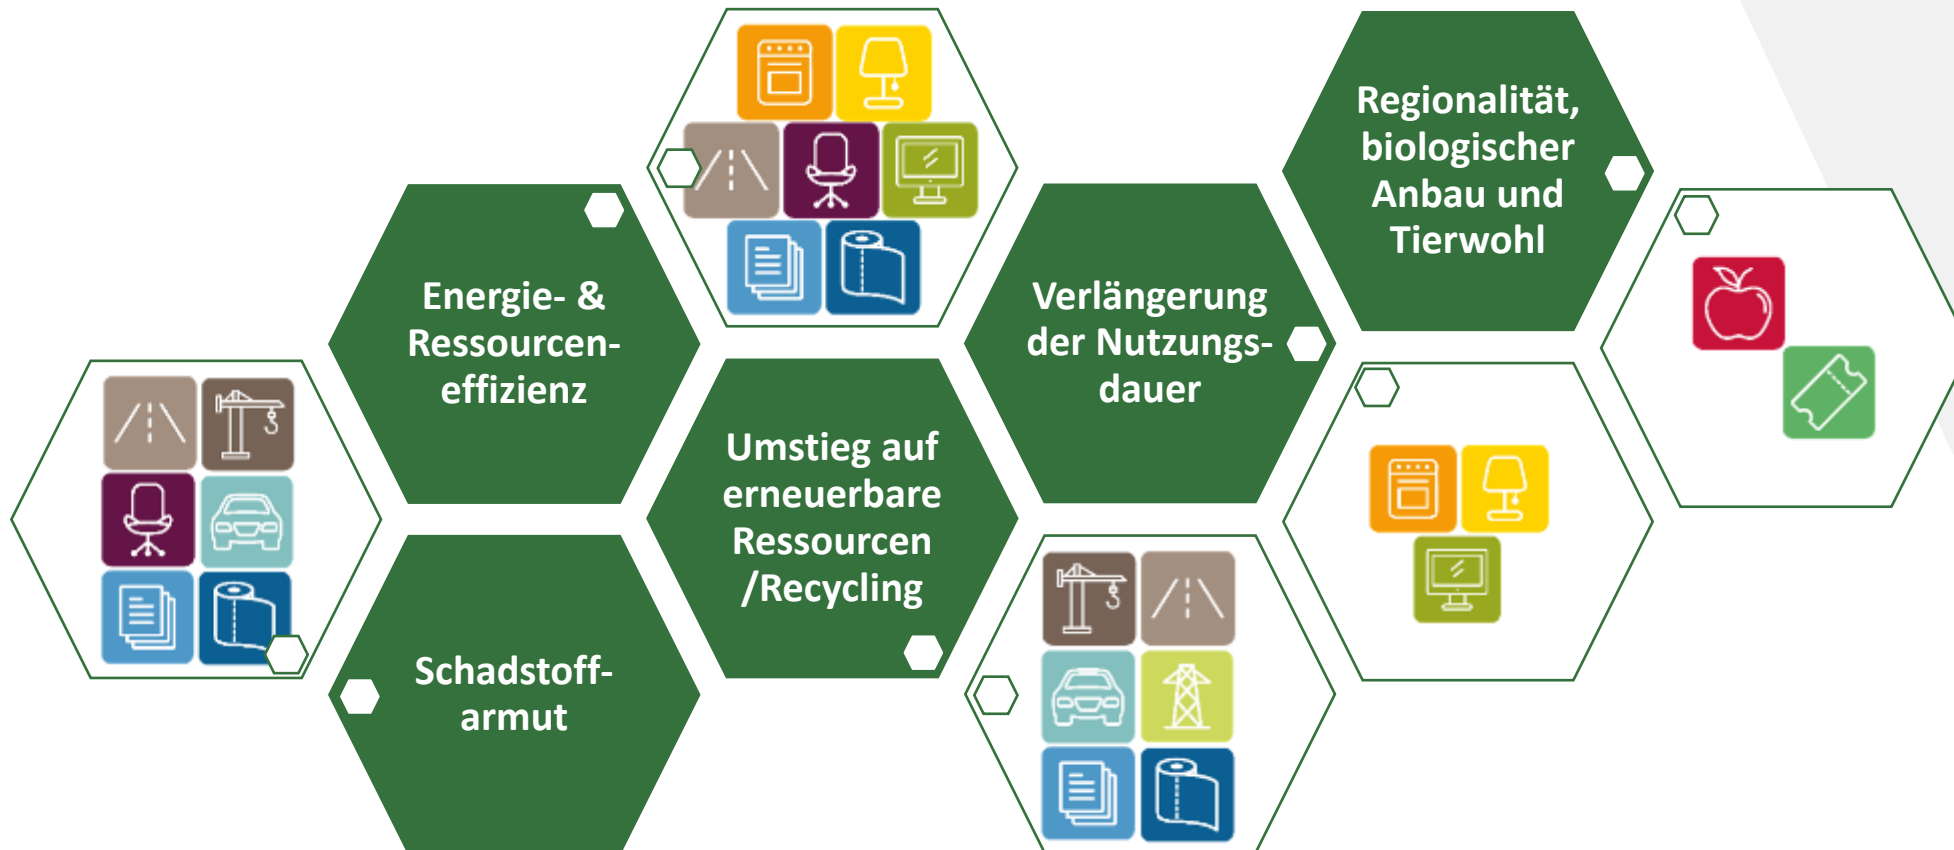 Energie- &
Ressourcen-
effizienz
Schadstoff-
armut
Umstieg auf
erneuerbare
Ressourcen
/Recycling
Verlängerung
der Nutzungs-
dauer
Regionalität,
biologischer
Anbau und
Tierwohl